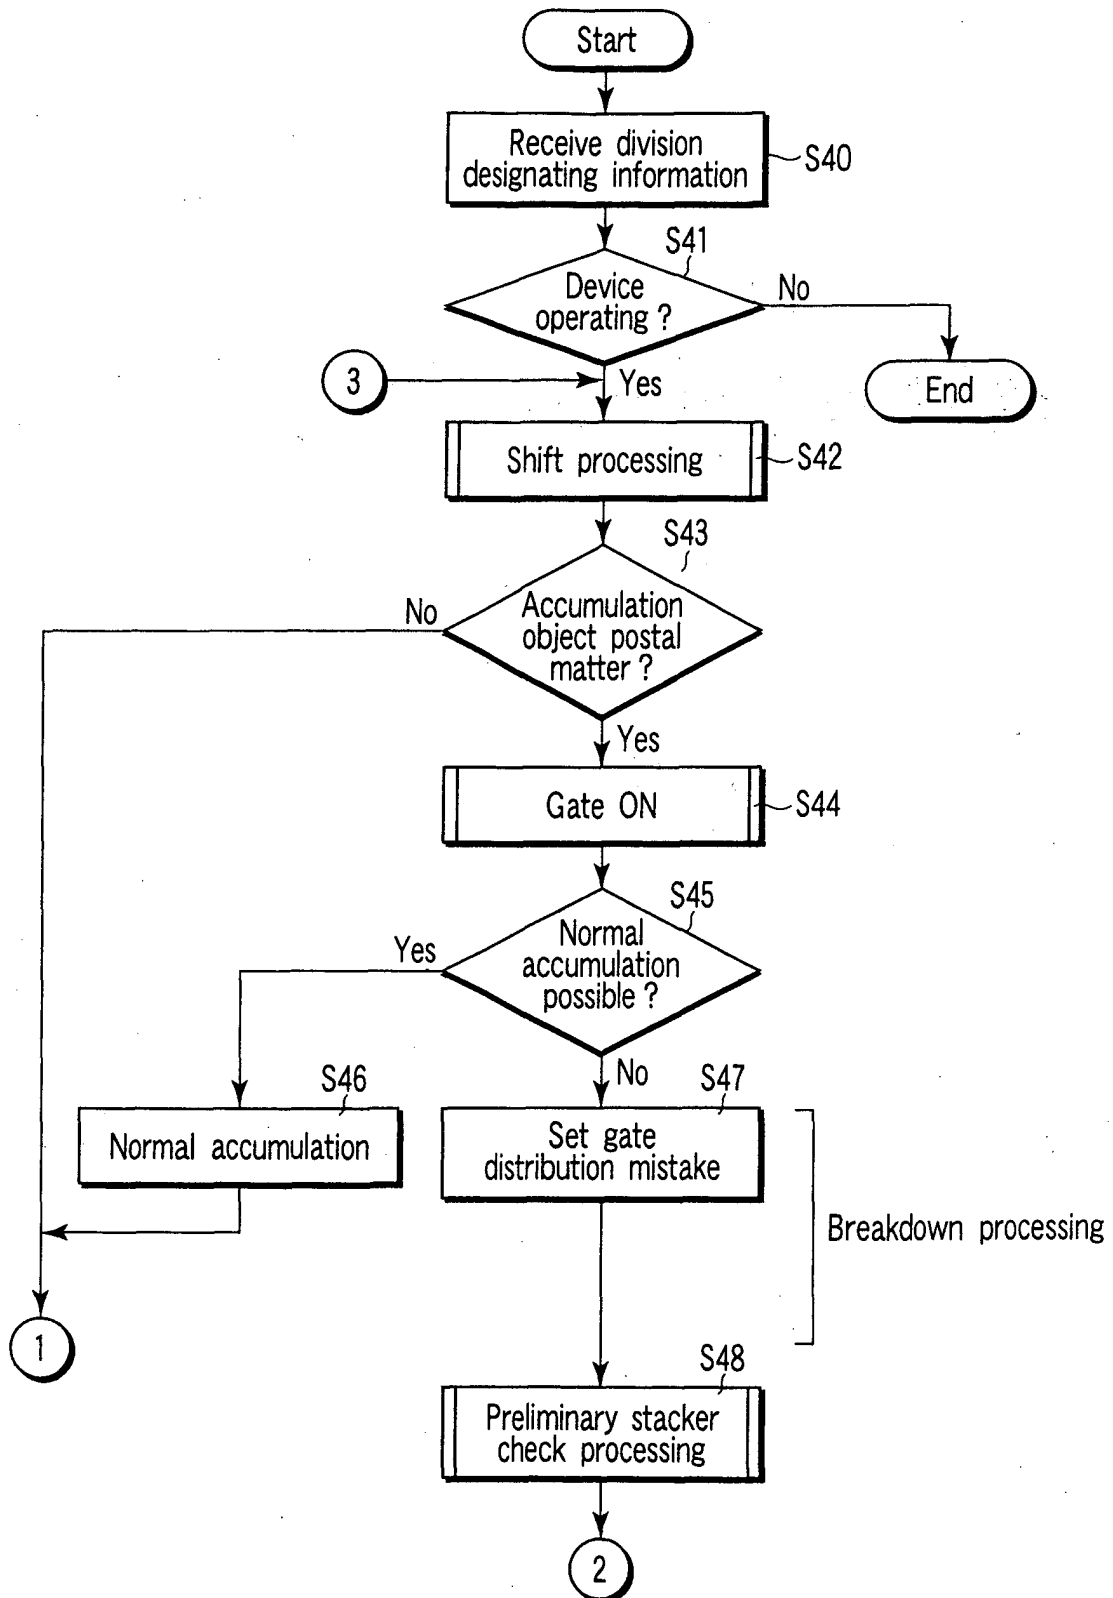 Start
Receive division
designating information
S40
S41
Device
operating ?
No
3
Yes
End
Shift processing
S42
S43
No
Accumulation
object postal
matter ?
Yes
Gate ON
S44
S45
Yes
Normal
accumulation
possible ?
No
S46
S47
Normal accumulation
Set gate
distribution mistake
Breakdown processing
1
S48
Preliminary stacker
check processing
2